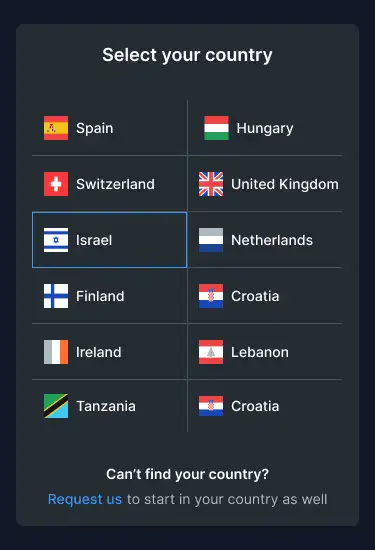 Select your country
Spain
Hungary
Switzerland
United Kingdom
Israel
Netherlands
Finland
Croatia
Ireland
Lebanon
Tanzania
Croatia
Can’t find your country?
Request us to start in your country as well